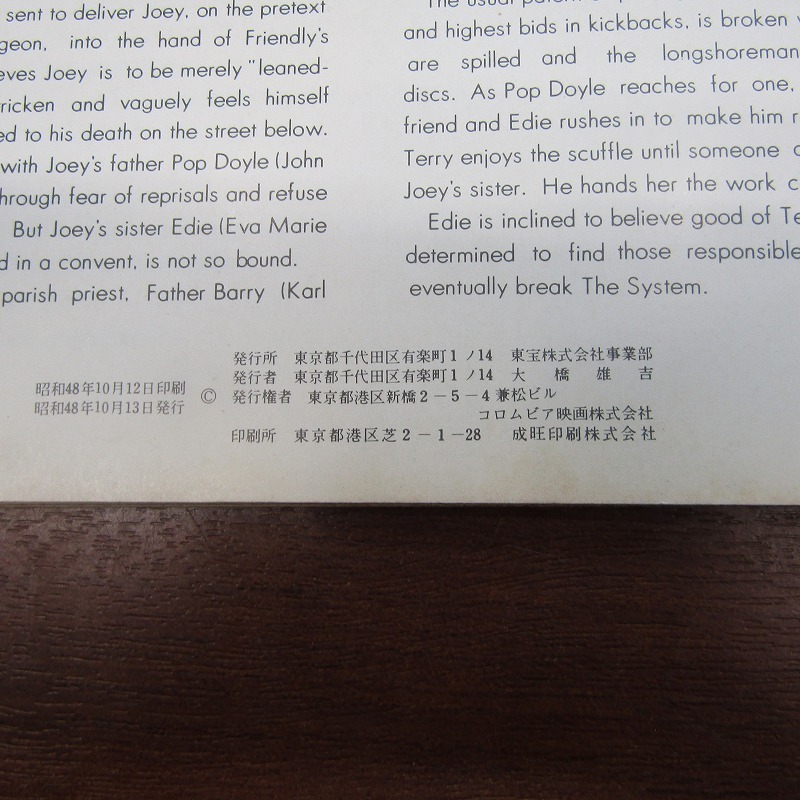 sent to deliver Joey, on the pretext
geon, into the hand of Friendly's
eves Joey is to be merely "leaned-
ricken and vaguely feels himself
ed to his death on the street below.
with Joey's father Pop Doyle (John
hrough fear of reprisals and refuse
But Joey's sister Edie (Eva Marie
d in a convent, is not so bound.
parish priest, Father Barry (Karl
and highest bids in kickbacks, is broken
are spilled and the longshoreman
discs. As Pop Doyle reaches for one,
friend and Edie rushes in to make him r
Terry enjoys the scuffle until someone
Joey's sister. He hands her the work c
Edie is inclined to believe good of Te
determined to find those responsible
eventually break The System.
昭和48年10月12日印刷
昭和48年10月13日発行
©
発行所 東京都千代田区有楽町1ノ14 東宝株式会社事業部
発行者 東京都千代田区有楽町1ノ14 大橋雄吉
発行権者 東京都港区新橋2-5-4兼松ビル
コロムビア映画株式会社
印刷所 東京都港区芝2-1-28 成旺印刷株式会社